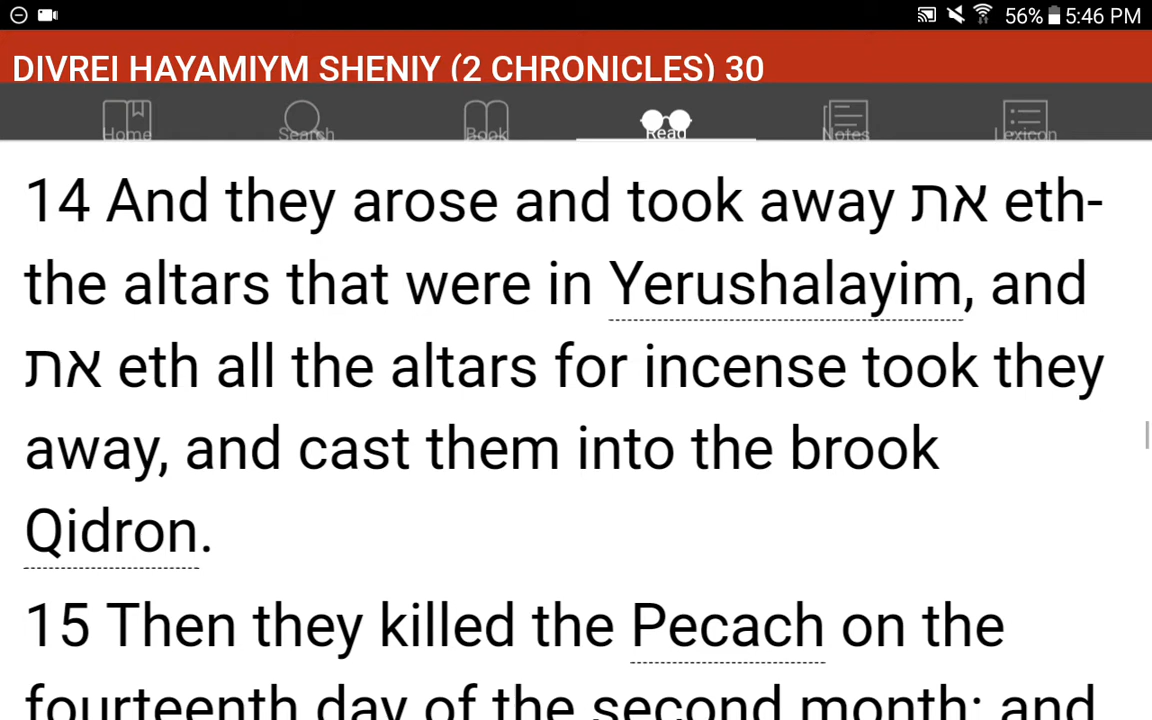 56% 5:46 PM
DIVREI HAYAMIYM SHENIY (2 CHRONICLES) 30
Home Search Book Read Notes Lexicon
14 And they arose and took away את eth-
the altars that were in Yerushalayim, and
את eth all the altars for incense took they
away, and cast them into the brook
Qidron.
15 Then they killed the Pecach on the
fourteenth day of the second month: and